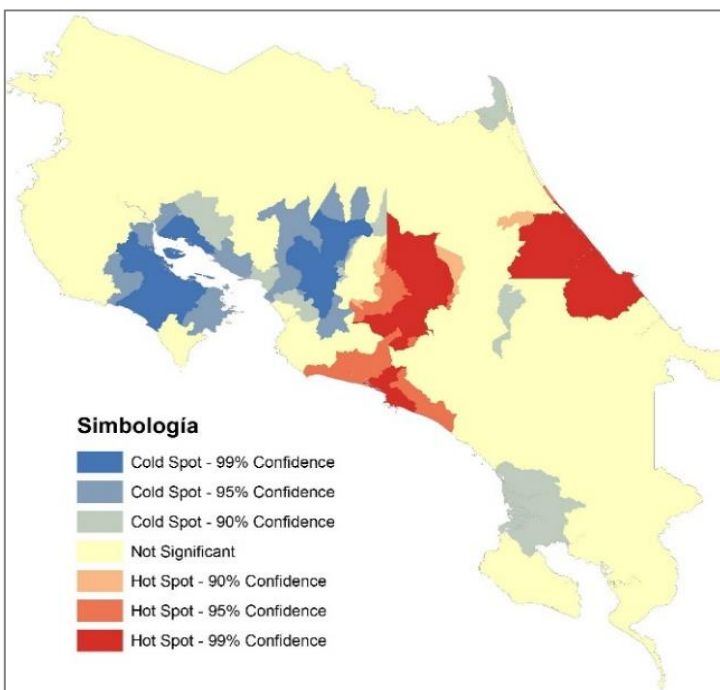 Simbología
Cold Spot - 99% Confidence
Cold Spot - 95% Confidence
Cold Spot - 90% Confidence
Not Significant
Hot Spot - 90% Confidence
Hot Spot - 95% Confidence
Hot Spot - 99% Confidence